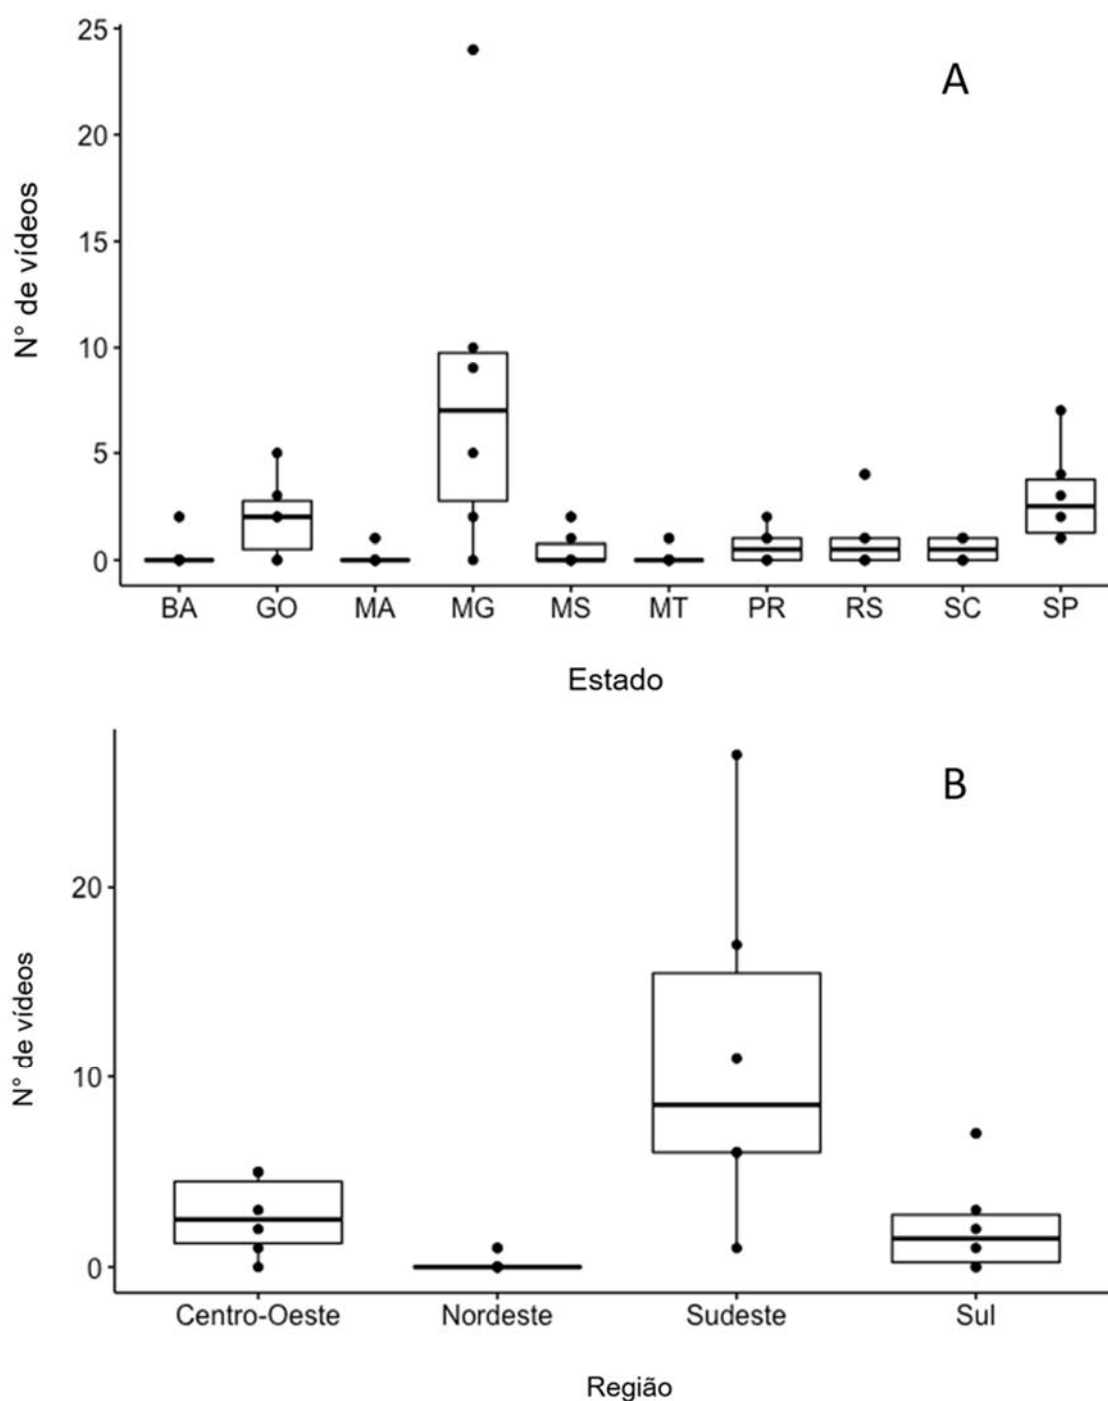 A
25
20
15
10
5
0
N° de vídeos
BA GO MA MG MS MT PR RS SC SP
Estado
B
20
10
0
N° de vídeos
Centro-Oeste Nordeste Sudeste Sul
Região